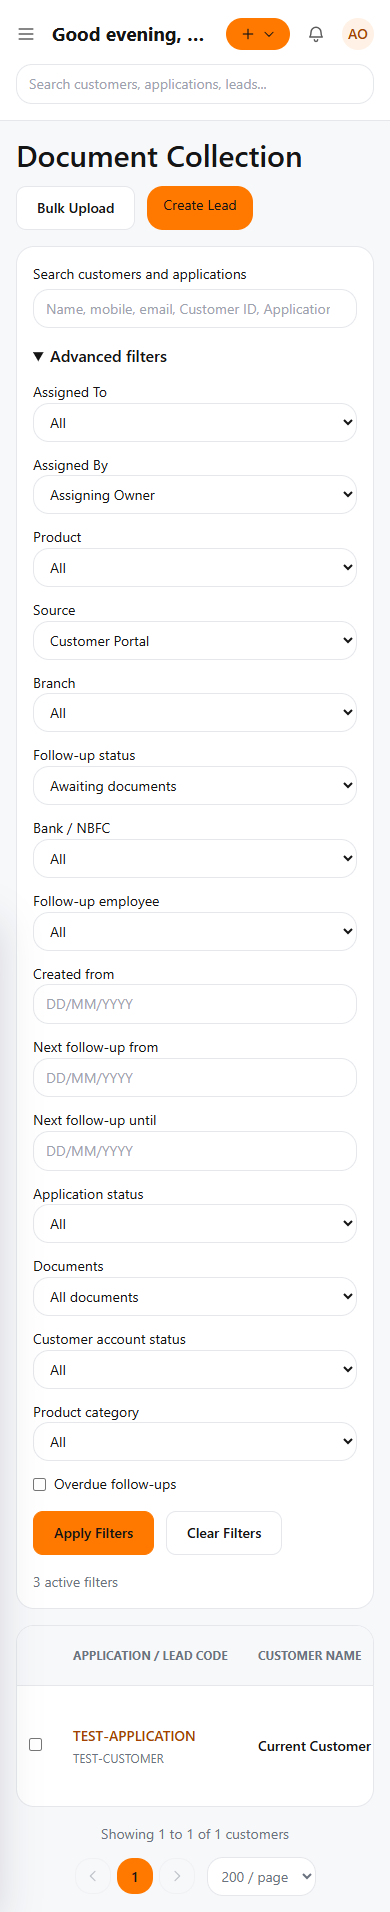 Good evening, ...
AO
Search customers, applications, leads...
Document Collection
Bulk Upload
Create Lead
Search customers and applications
Name, mobile, email, Customer ID, Application
Advanced filters
Assigned To
All
Assigned By
Assigning Owner
Product
All
Source
Customer Portal
Branch
All
Follow-up status
Awaiting documents
Bank / NBFC
All
Follow-up employee
All
Created from
DD/MM/YYYY
Next follow-up from
DD/MM/YYYY
Next follow-up until
DD/MM/YYYY
Application status
All
Documents
All documents
Customer account status
All
Product category
All
Overdue follow-ups
Apply Filters
Clear Filters
3 active filters
APPLICATION / LEAD CODE
CUSTOMER NAME
TEST-APPLICATION
TEST-CUSTOMER
Current Customer
Showing 1 to 1 of 1 customers
1
200 / page